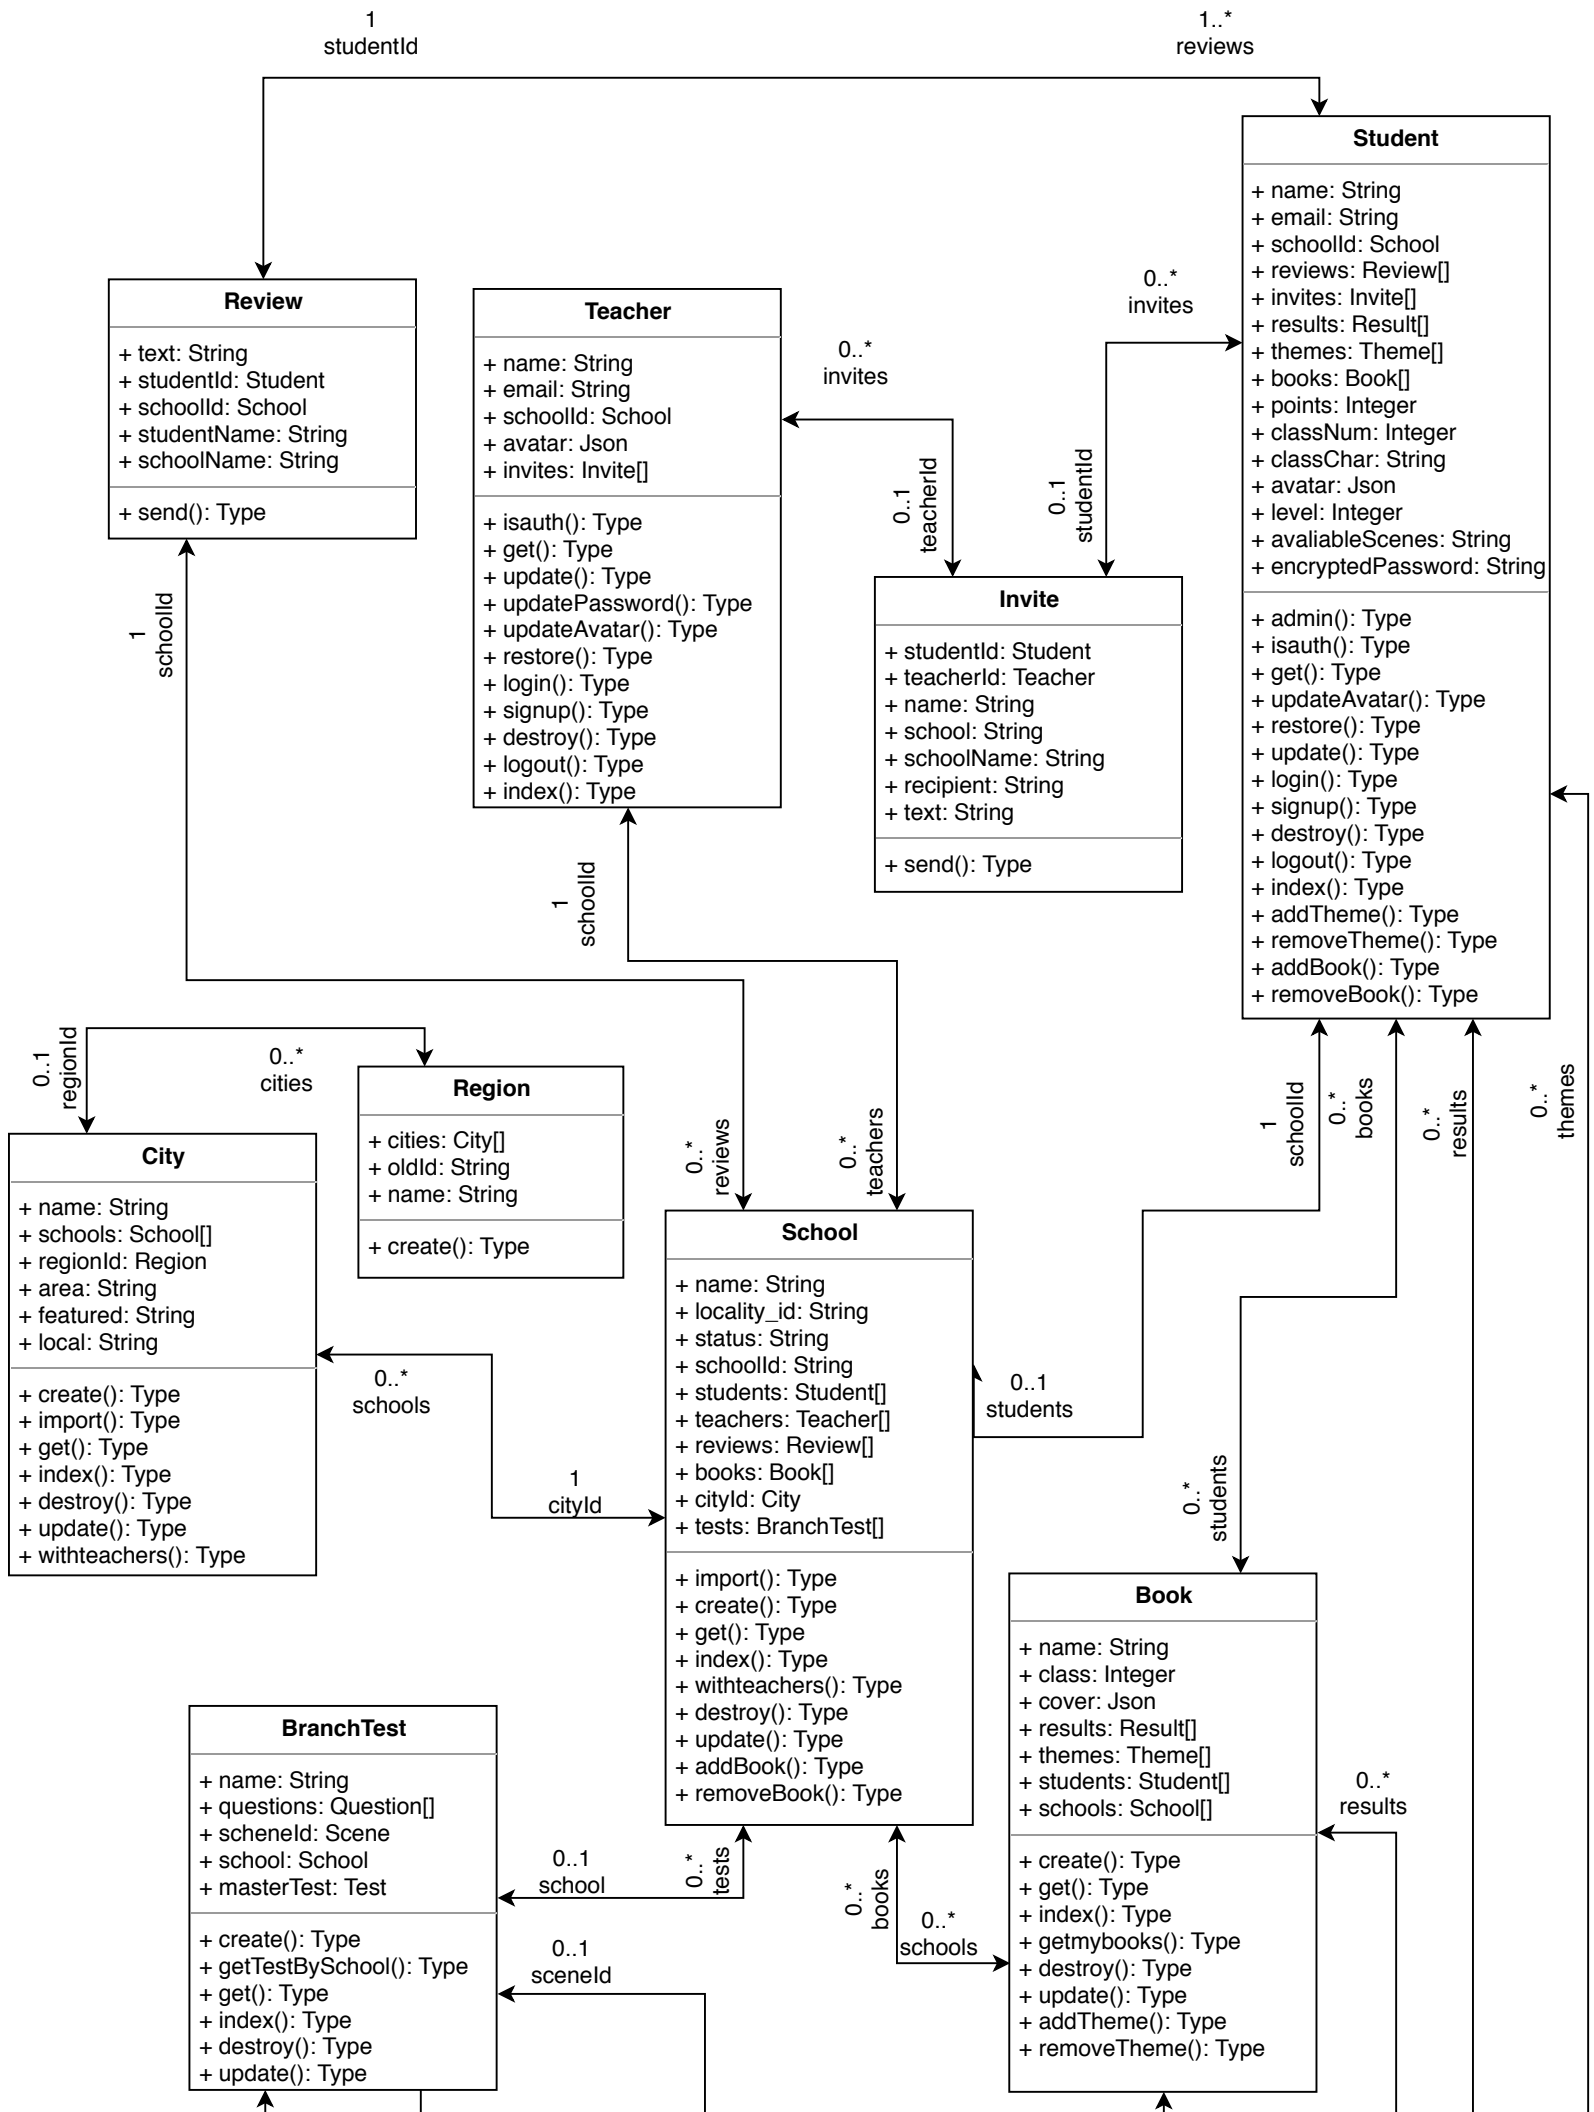 1
studentId
1..*
reviews
Student
+ name: String
+ email: String
+ schoolId: School
+ reviews: Review[]
+ invites: Invite[]
+ results: Result[]
+ themes: Theme[]
+ books: Book[]
+ points: Integer
+ classNum: Integer
+ classChar: String
+ avatar: Json
+ level: Integer
+ avaliableScenes: String
+ encryptedPassword: String
+ admin(): Type
+ isauth(): Type
+ get(): Type
+ updateAvatar(): Type
+ restore(): Type
+ update(): Type
+ login(): Type
+ signup(): Type
+ destroy(): Type
+ logout(): Type
+ index(): Type
+ addTheme(): Type
+ removeTheme(): Type
+ addBook(): Type
+ removeBook(): Type
Review
+ text: String
+ studentId: Student
+ schoolId: School
+ studentName: String
+ schoolName: String
+ send(): Type
Teacher
+ name: String
+ email: String
+ schoolId: School
+ avatar: Json
+ invites: Invite[]
+ isauth(): Type
+ get(): Type
+ update(): Type
+ updatePassword(): Type
+ updateAvatar(): Type
+ restore(): Type
+ login(): Type
+ signup(): Type
+ destroy(): Type
+ logout(): Type
+ index(): Type
0..*
invites
0..*
invites
0..1
teacherId
0..1
studentId
Invite
+ studentId: Student
+ teacherId: Teacher
+ name: String
+ school: String
+ schoolName: String
+ recipient: String
+ text: String
+ send(): Type
1
schoolId
1
schoolId
0..1
regionId
0..*
cities
Region
+ cities: City[]
+ oldId: String
+ name: String
+ create(): Type
City
+ name: String
+ schools: School[]
+ regionId: Region
+ area: String
+ featured: String
+ local: String
+ create(): Type
+ import(): Type
+ get(): Type
+ index(): Type
+ destroy(): Type
+ update(): Type
+ withteachers(): Type
0..*
reviews
0..*
teachers
1
schoolId
0..*
books
0..*
results
0..*
themes
School
+ name: String
+ locality_id: String
+ status: String
+ schoolId: String
+ students: Student[]
+ teachers: Teacher[]
+ reviews: Review[]
+ books: Book[]
+ cityId: City
+ tests: BranchTest[]
+ import(): Type
+ create(): Type
+ get(): Type
+ index(): Type
+ withteachers(): Type
+ destroy(): Type
+ update(): Type
+ addBook(): Type
+ removeBook(): Type
0..*
schools
1
cityId
0..1
students
0..*
students
Book
+ name: String
+ class: Integer
+ cover: Json
+ results: Result[]
+ themes: Theme[]
+ students: Student[]
+ schools: School[]
+ create(): Type
+ get(): Type
+ index(): Type
+ getmybooks(): Type
+ destroy(): Type
+ update(): Type
+ addTheme(): Type
+ removeTheme(): Type
0..*
results
BranchTest
+ name: String
+ questions: Question[]
+ scheneId: Scene
+ school: School
+ masterTest: Test
+ create(): Type
+ getTestBySchool(): Type
+ get(): Type
+ index(): Type
+ destroy(): Type
+ update(): Type
0..1
school
0..*
tests
0..*
books
0..*
schools
0..1
sceneId